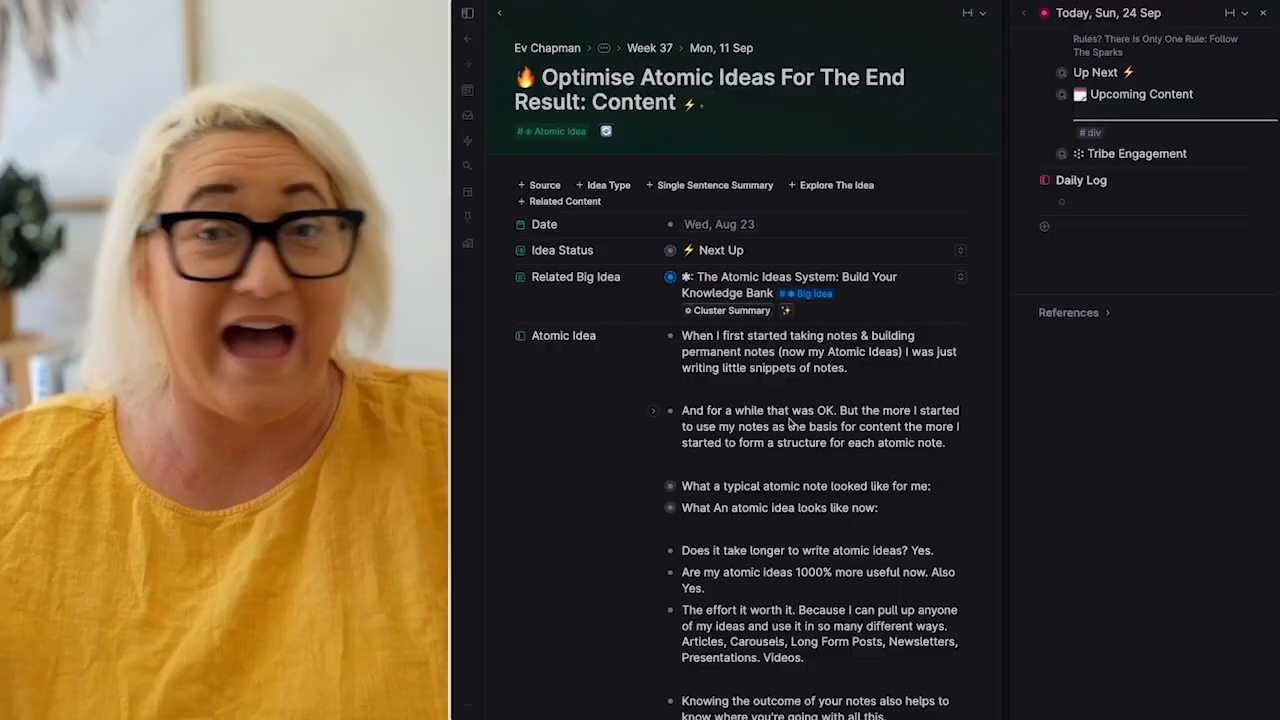 Ev Chapman > > Week 37 > Mon, 11 Sep
Optimise Atomic Ideas For The End
Result: Content
# Atomic Idea
+ Source + Idea Type + Single Sentence Summary + Explore The Idea
+ Related Content
Date Wed, Aug 23
Idea Status Next Up
Related Big Idea : The Atomic Ideas System: Build Your
Knowledge Bank # Big Idea
Cluster Summary
Atomic Idea When I first started taking notes & building
permanent notes (now my Atomic Ideas) I was just
writing little snippets of notes.
And for a while that was OK. But the more I started
to use my notes as the basis for content the more I
started to form a structure for each atomic note.
What a typical atomic note looked like for me:
What An atomic idea looks like now:
Does it take longer to write atomic ideas? Yes.
Are my atomic ideas 1000% more useful now. Also
Yes.
The effort it worth it. Because I can pull up anyone
of my ideas and use it in so many different ways.
Articles, Carousels, Long Form Posts, Newsletters,
Presentations. Videos.
Knowing the outcome of your notes also helps to
know where you're going with all this.
Today, Sun, 24 Sep
Rules? There Is Only One Rule: Follow
The Sparks
Up Next
Upcoming Content
# div
Tribe Engagement
Daily Log
References >